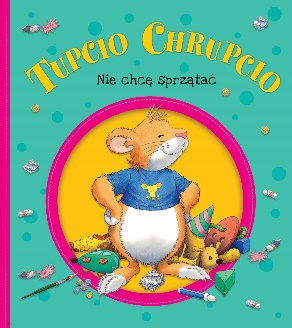 TUPCIO CHRUPCIO
Nie chcę sprzątać